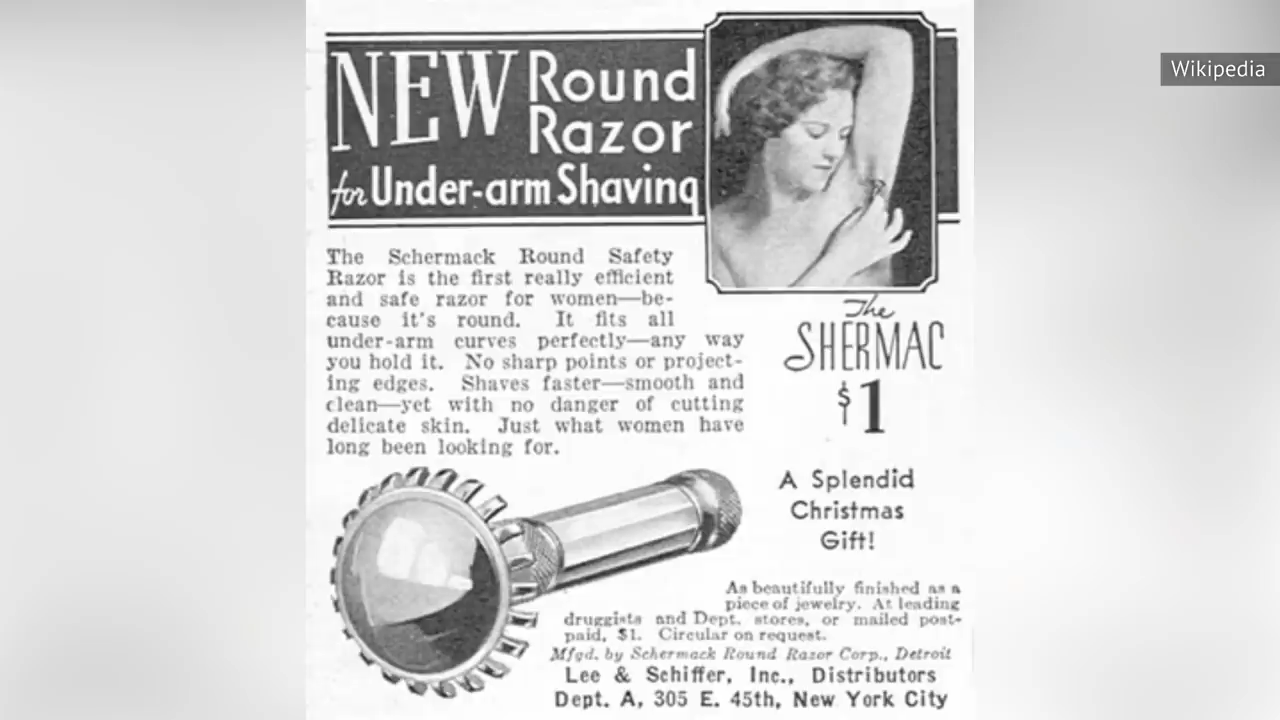 Wikipedia
NEW Round
Razor
for Under-arm Shaving
The Schermack Round Safety
Razor is the first really efficient
and safe razor for women—be-
cause it's round. It fits all
under-arm curves perfectly—any way
you hold it. No sharp points or project-
ing edges. Shaves faster—smooth and
clean—yet with no danger of cutting
delicate skin. Just what women have
long been looking for.
The
SHERMAC
$1
A Splendid
Christmas
Gift!
As beautifully finished as a
piece of jewelry. At leading
druggists and Dept. stores, or mailed post-
paid, $1. Circular on request.
Mfgd. by Schermack Round Razor Corp., Detroit
Lee & Schiffer, Inc., Distributors
Dept. A, 305 E. 45th, New York City